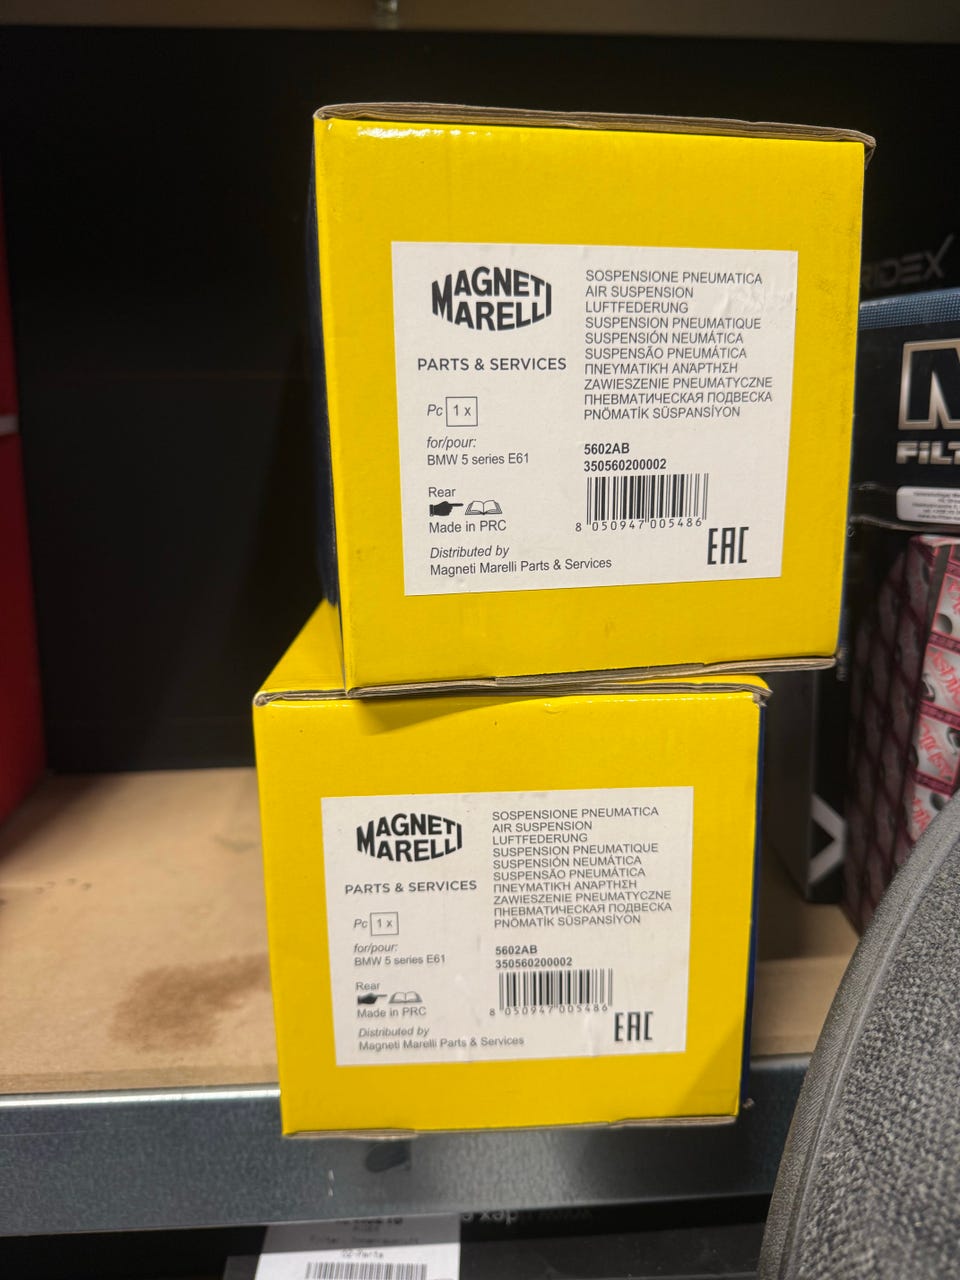 MAGNETI
MARELLI
PARTS & SERVICES
Pc 1 x
for/pour:
BMW 5 series E61
Rear
Made in PRC
Distributed by
Magneti Marelli Parts & Services
SOSPENSIONE PNEUMATICA
AIR SUSPENSION
LUFTFEDERUNG
SUSPENSION PNEUMATIQUE
SUSPENSIÓN NEUMÁTICA
SUSPENSÃO PNEUMÁTICA
ΠΝΕΥΜΑΤΙΚΗ ΑΝΑΡΤΗΣΗ
ZAWIESZENIE PNEUMATYCZNE
ПНЕВМАТИЧЕСКАЯ ПОДВЕСКА
PNÖMATİK SÜSPANSİYON
5602AB
350560200002
8 050947 005486
EAC
MAGNETI
MARELLI
PARTS & SERVICES
Pc 1 x
for/pour:
BMW 5 series E61
Rear
Made in PRC
Distributed by
Magneti Marelli Parts & Services
SOSPENSIONE PNEUMATICA
AIR SUSPENSION
LUFTFEDERUNG
SUSPENSION PNEUMATIQUE
SUSPENSIÓN NEUMÁTICA
SUSPENSÃO PNEUMÁTICA
ΠΝΕΥΜΑΤΙΚΗ ΑΝΑΡΤΗΣΗ
ZAWIESZENIE PNEUMATYCZNE
ПНЕВМАТИЧЕСКАЯ ПОДВЕСКА
PNÖMATİK SÜSPANSİYON
5602AB
350560200002
8 050947 005486
EAC
RIDEX